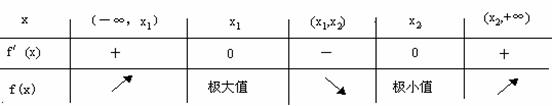 x (－∞, x₁) x₁ (x₁,x₂) x₂ (x₂,+∞)
f′ (x) + 0 － 0 +
f(x) ↗ 极大值 ↘ 极小值 ↗